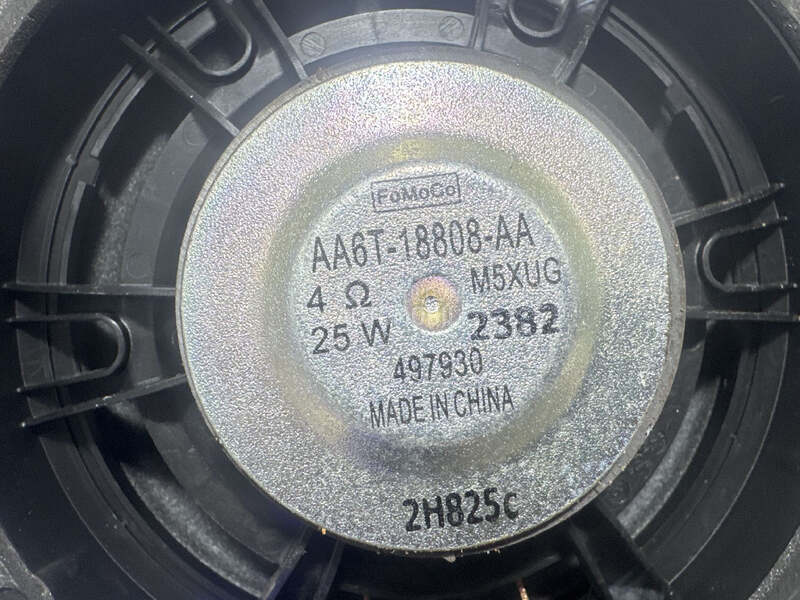 FoMoCo
AA6T-18808-AA
4 Ω M5XUG
25 W 2382
497930
MADE IN CHINA
2H825c